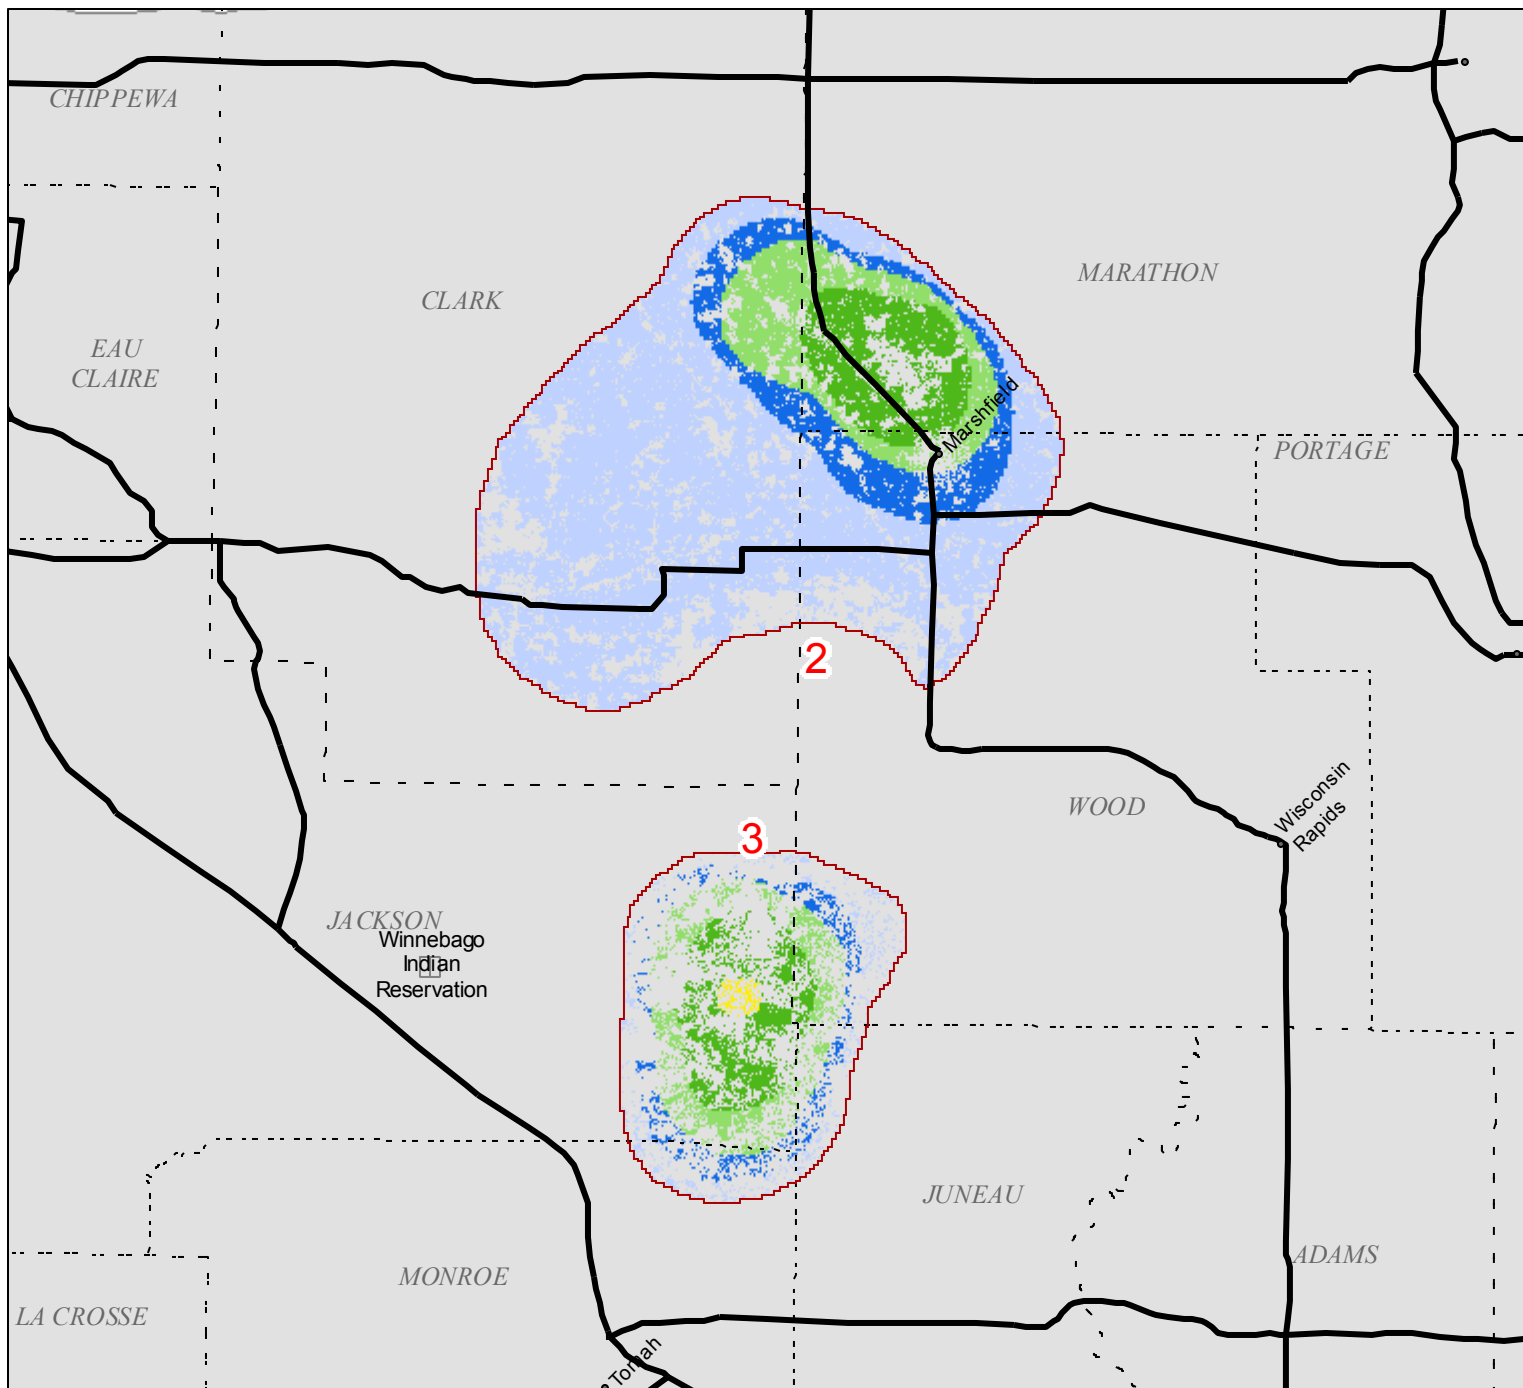 CHIPPEWA
MARATHON
CLARK
EAU
CLAIRE
Marshfield
PORTAGE
2
WOOD
Wisconsin
Rapids
3
JACKSON
Winnebago
Indian
Reservation
JUNEAU
ADAMS
MONROE
LA CROSSE
Tomah